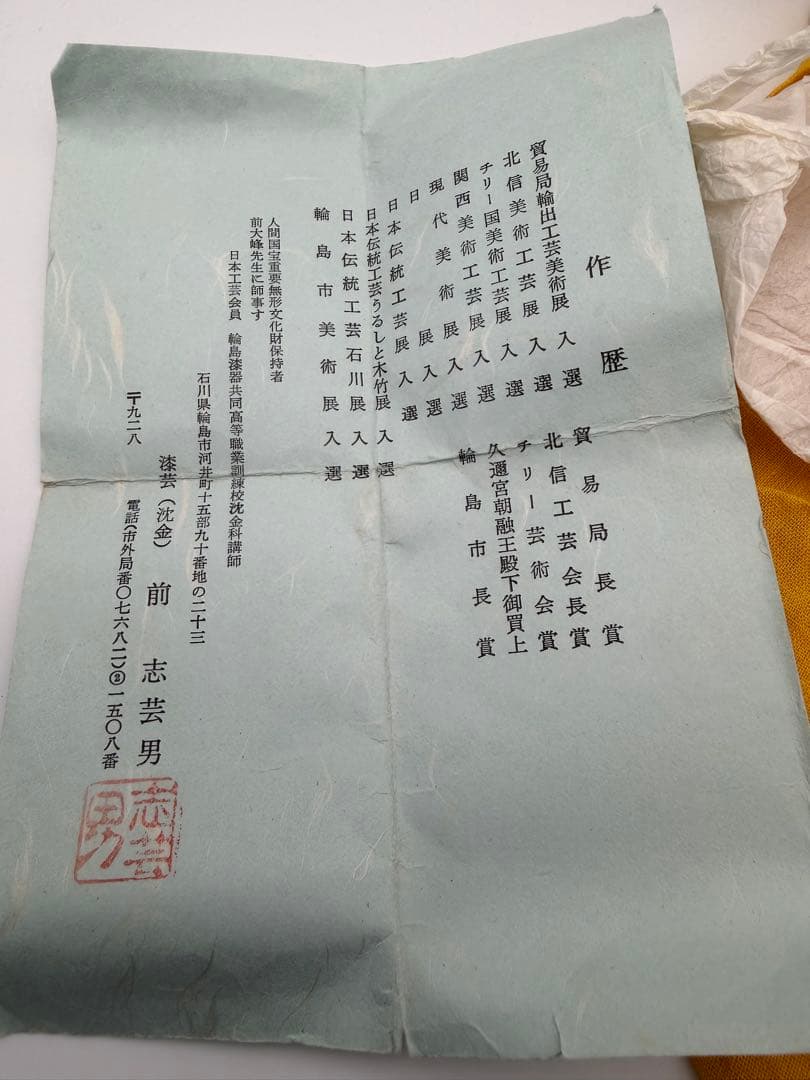 作歴
貿易局輸出工芸美術展入選 貿易局長賞
北信美術工芸展入選 北信工芸会長賞
チリー国美術工芸展入選 チリー芸術会賞
関西美術工芸展入選 久邇宮朝融王殿下御買上
現代美術展入選 輪島市長賞
日展入選
日本伝統工芸展入選
日本伝統工芸うるしと木竹展入選
日本伝統工芸石川展入選
輪島市美術展入選
人間国宝重要無形文化財保持者
前大峰先生に師事す
日本工芸会員 輪島漆器共同高等職業訓練校沈金科講師
石川県輪島市河井町十五部九十番地の二十三
漆芸(沈金) 前志芸男
〒九二八 電話(市外局番〇七六八二)②一五〇八番
志芸男